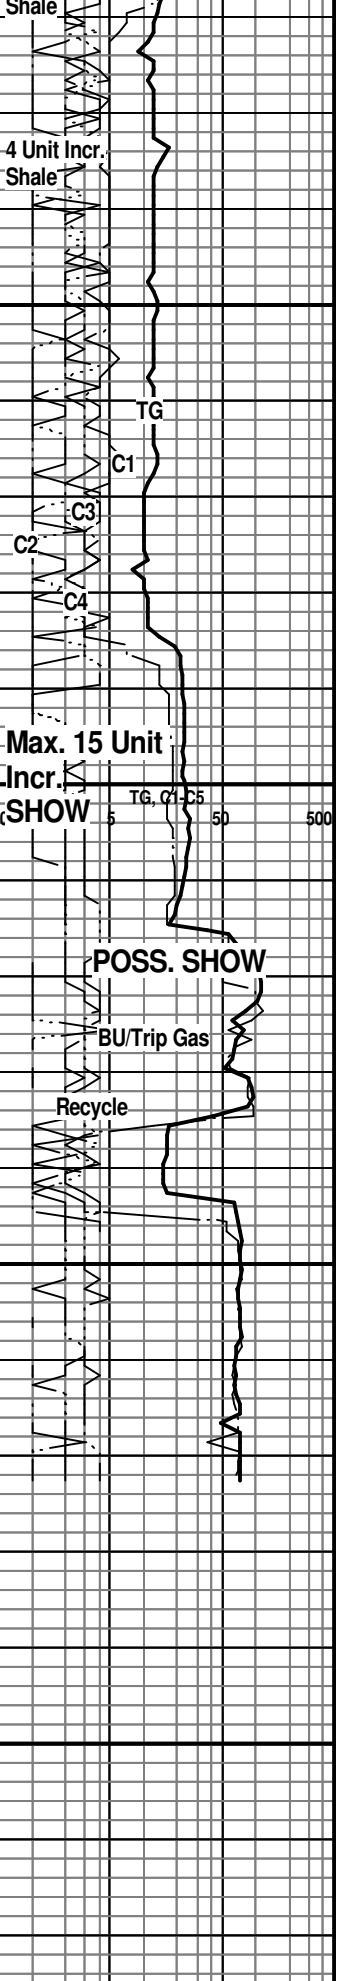 Shale
4 Unit Incr.
Shale
TG
C1
C3
C2
C4
Max. 15 Unit
Incr.
SHOW
TG, C1-C5
5 50 500
POSS. SHOW
BU/Trip Gas
Recycle